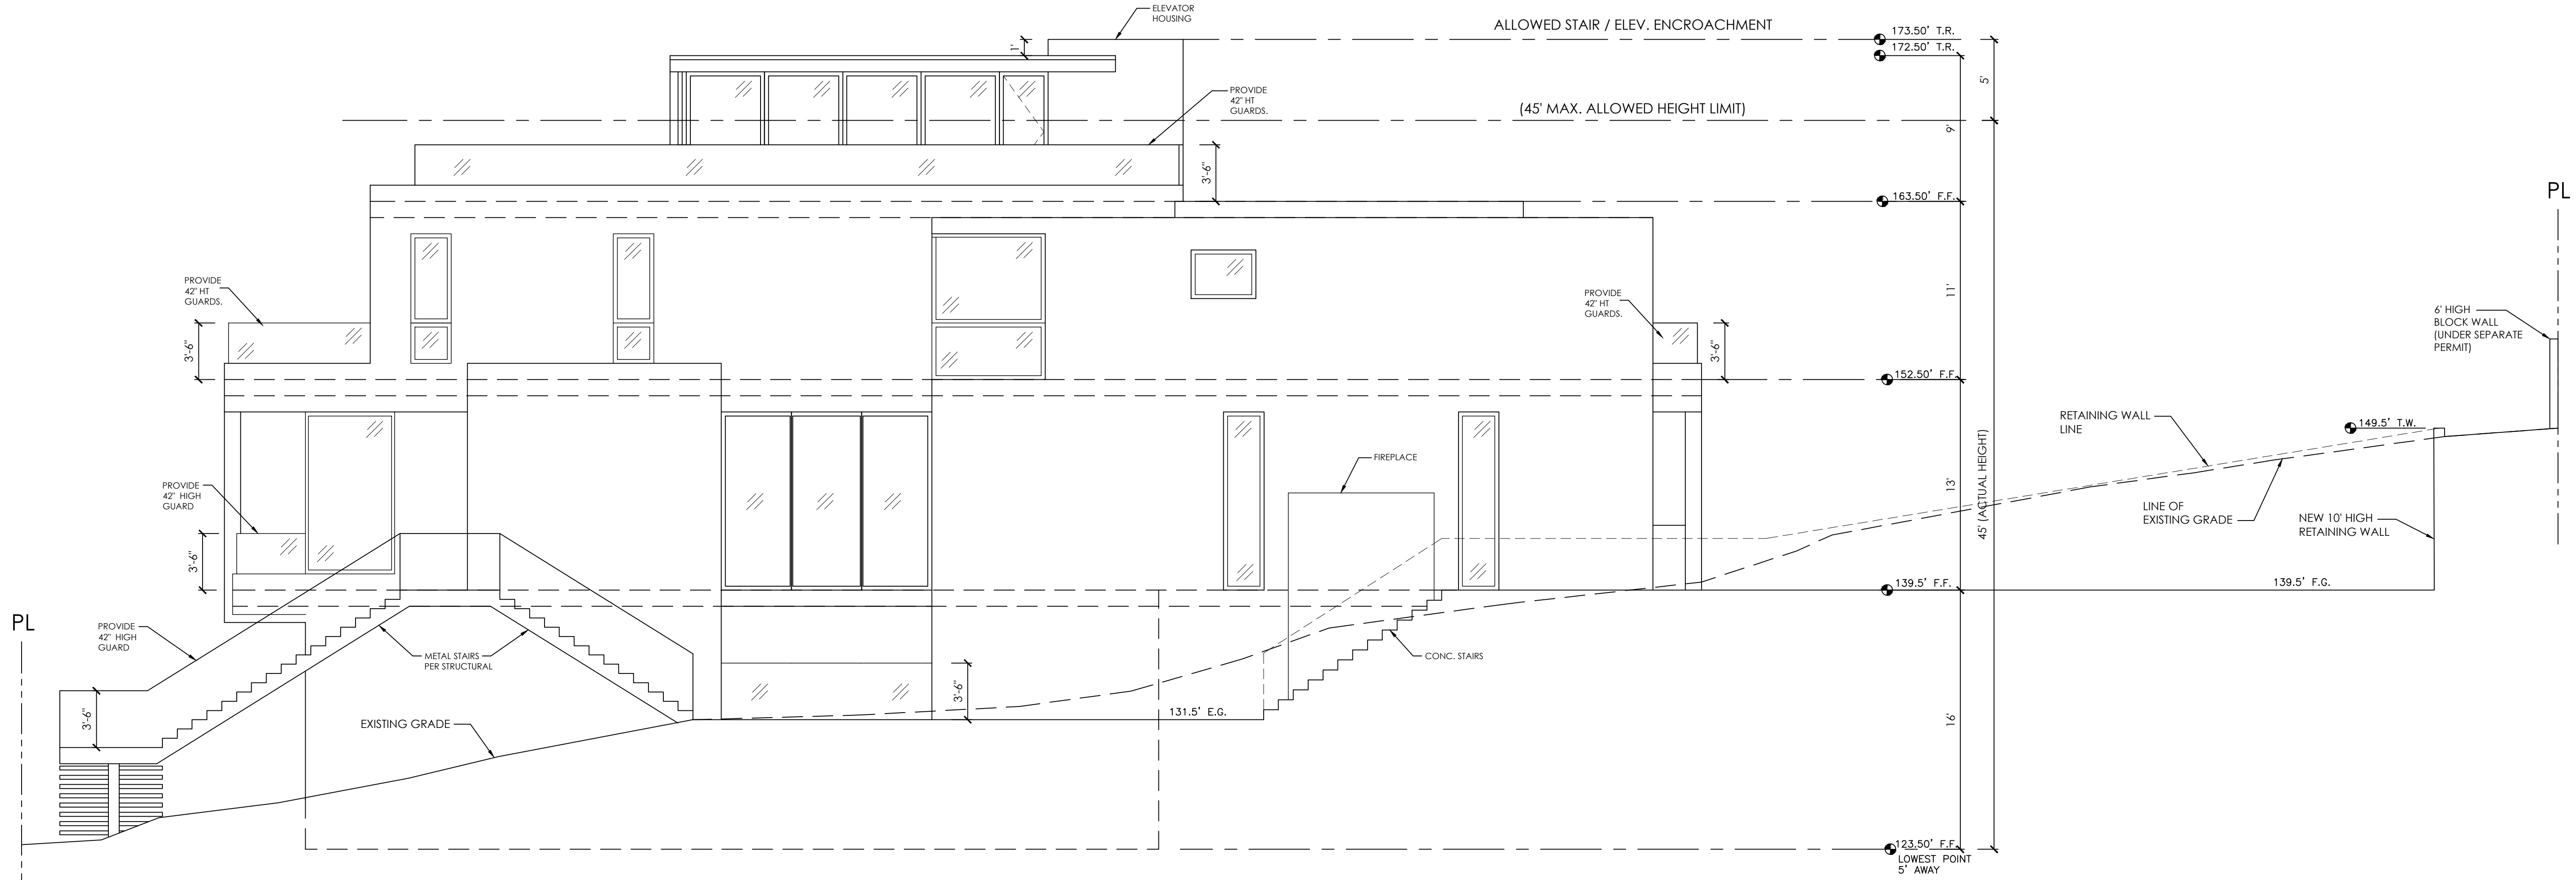 ELEVATOR
HOUSING
ALLOWED STAIR / ELEV. ENCROACHMENT
173.50' T.R.
172.50' T.R.
1'
5'
PROVIDE
42" HT
GUARDS.
(45' MAX. ALLOWED HEIGHT LIMIT)
9'
3'-6"
163.50' F.F.
PL
PROVIDE
42" HT
GUARDS.
3'-6"
PROVIDE
42" HT
GUARDS.
3'-6"
11'
6' HIGH
BLOCK WALL
(UNDER SEPARATE
PERMIT)
152.50' F.F.
RETAINING WALL
LINE
149.5' T.W.
FIREPLACE
PROVIDE
42" HIGH
GUARD
3'-6"
13'
45' (ACTUAL HEIGHT)
LINE OF
EXISTING GRADE
NEW 10' HIGH
RETAINING WALL
139.5' F.F.
139.5' F.G.
PL
PROVIDE
42" HIGH
GUARD
METAL STAIRS
PER STRUCTURAL
CONC. STAIRS
3'-6"
3'-6"
EXISTING GRADE
131.5' E.G.
16'
123.50' F.F.
LOWEST POINT
5' AWAY